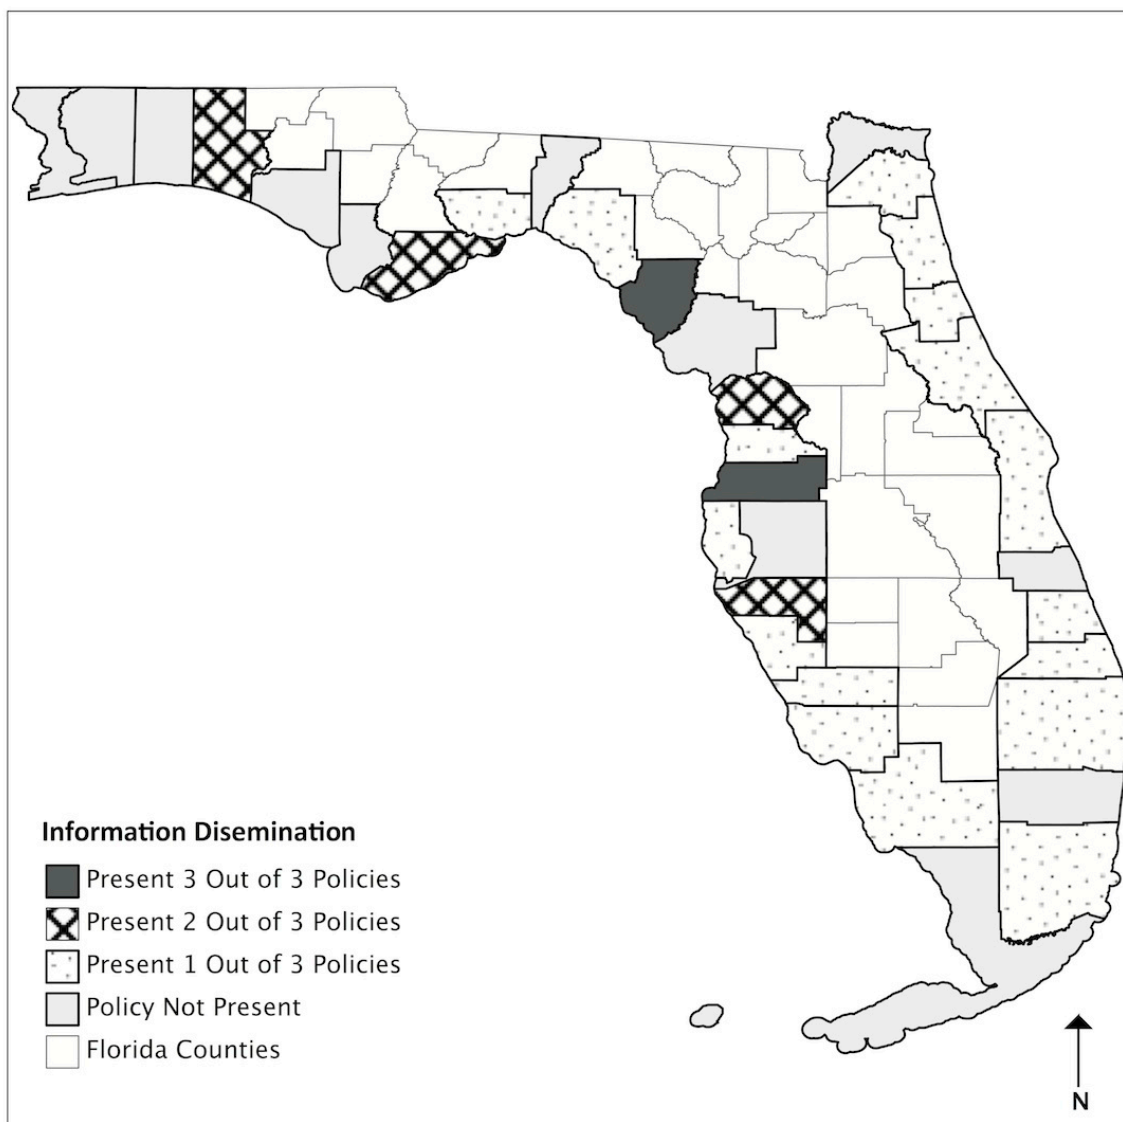 Information Disemination
Present 3 Out of 3 Policies
Present 2 Out of 3 Policies
Present 1 Out of 3 Policies
Policy Not Present
Florida Counties
N